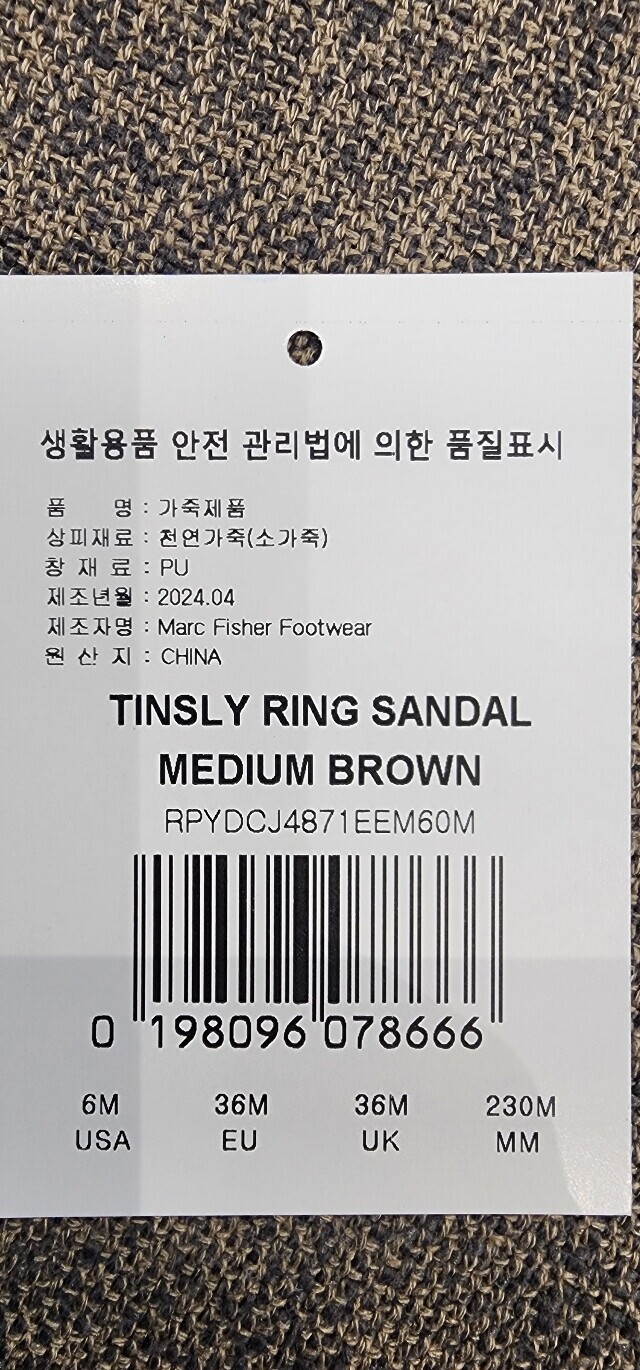 생활용품 안전 관리법에 의한 품질표시
품 명 : 가죽제품
상피재료 : 천연가죽(소가죽)
창 재 료 : PU
제조년월 : 2024.04
제조자명 : Marc Fisher Footwear
원 산 지 : CHINA
TINSLY RING SANDAL
MEDIUM BROWN
RPYDCJ4871EEM60M
0 198096 078666
6M 36M 36M 230M
USA EU UK MM